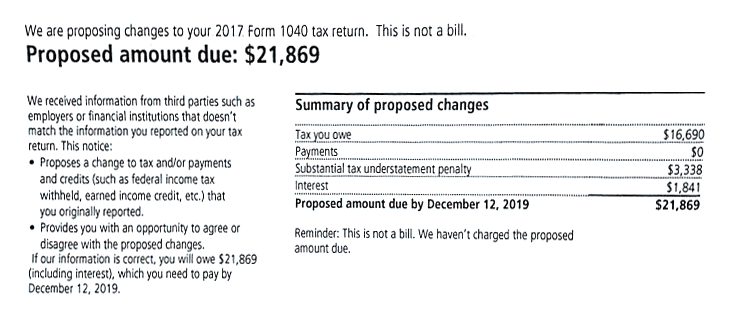 We are proposing changes to your 2017 Form 1040 tax return. This is not a bill.
Proposed amount due: $21,869
We received information from third parties such as
employers or financial institutions that doesn't
match the information you reported on your tax
return. This notice:
• Proposes a change to tax and/or payments
and credits (such as federal income tax
withheld, earned income credit, etc.) that
you originally reported.
• Provides you with an opportunity to agree or
disagree with the proposed changes.
If our information is correct, you will owe $21,869
(including interest), which you need to pay by
December 12, 2019.
Summary of proposed changes
Tax you owe $16,690
Payments $0
Substantial tax understatement penalty $3,338
Interest $1,841
Proposed amount due by December 12, 2019 $21,869
Reminder: This is not a bill. We haven't charged the proposed
amount due.